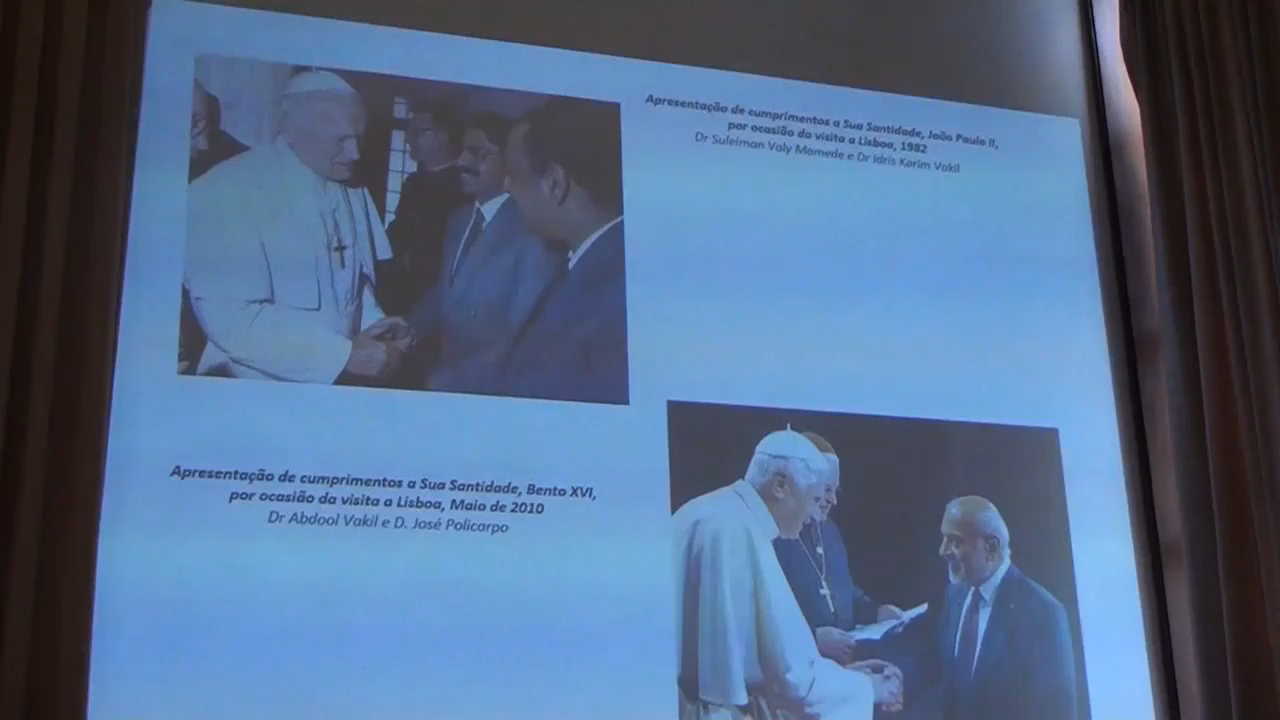 Apresentação de cumprimentos a Sua Santidade, João Paulo II,
por ocasião da visita a Lisboa, 1982
Dr Suleiman Valy Momede e Dr Idris Karim Vakil
Apresentação de cumprimentos a Sua Santidade, Bento XVI,
por ocasião da visita a Lisboa, Maio de 2010
Dr Abdool Vakil e D. José Policarpo